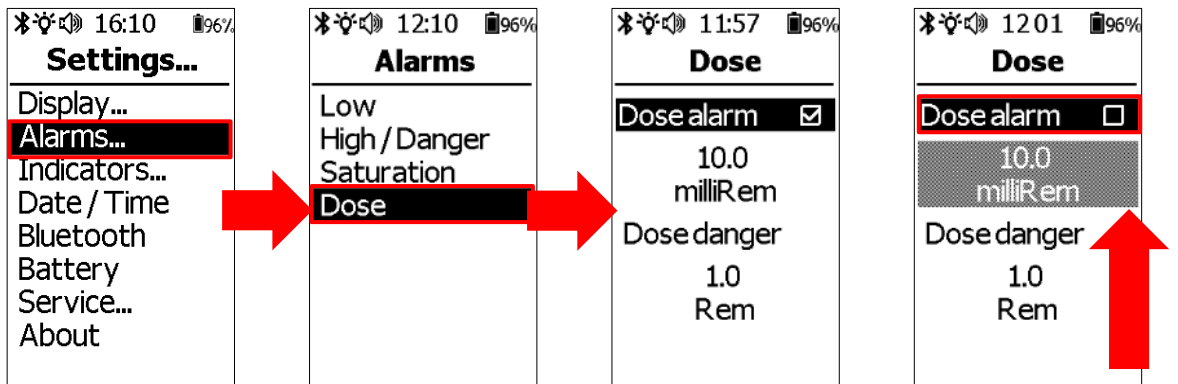 16:10 96%
Settings...
Display...
Alarms...
Indicators...
Date / Time
Bluetooth
Battery
Service...
About
12:10 96%
Alarms
Low
High / Danger
Saturation
Dose
11:57 96%
Dose
Dose alarm
10.0
milliRem
Dose danger
1.0
Rem
12 01 96%
Dose
Dose alarm
10.0
milliRem
Dose danger
1.0
Rem